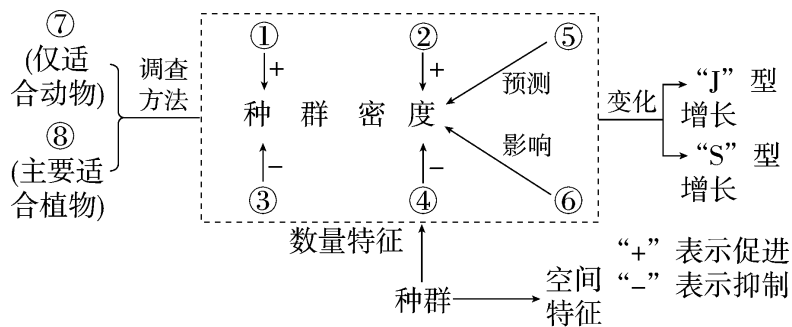 ⑦
(仅适
合动物)
⑧
(主要适
合植物)
调查
方法
① ② ⑤
+ +
预测
种 群 密 度
影响
− −
③ ④ ⑥
数量特征
变化
“J” 型
增长
“S” 型
增长
种群
空间
特征
“+” 表示促进
“−” 表示抑制